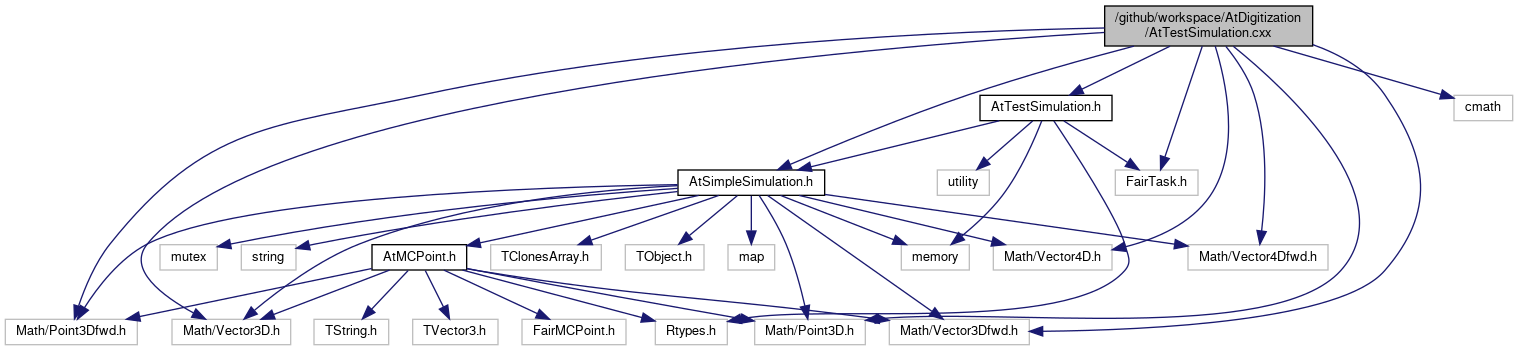 /github/workspace/AtDigitization
/AtTestSimulation.cxx
AtTestSimulation.h
cmath
AtSimpleSimulation.h
utility
FairTask.h
mutex
string
AtMCPoint.h
TClonesArray.h
TObject.h
map
memory
Math/Vector4D.h
Math/Vector4Dfwd.h
Math/Point3Dfwd.h
Math/Vector3D.h
TString.h
TVector3.h
FairMCPoint.h
Rtypes.h
Math/Point3D.h
Math/Vector3Dfwd.h